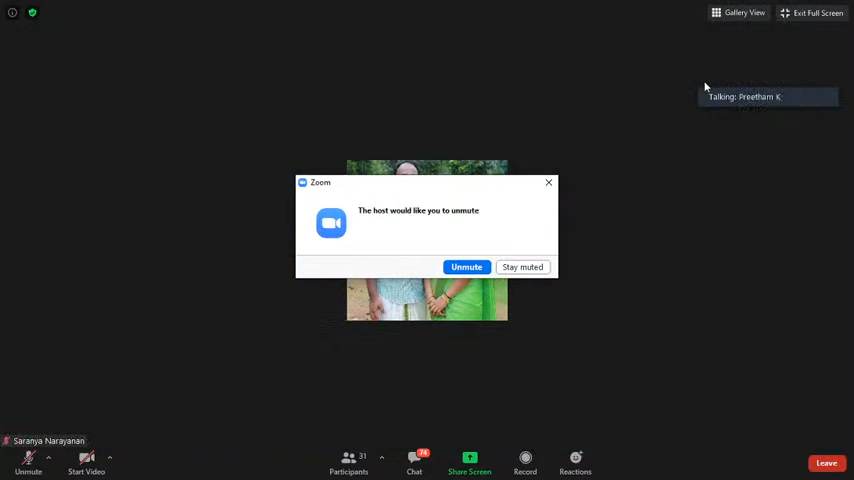 Gallery View
Exit Full Screen
Talking: Preetham K
Zoom
The host would like you to unmute
Unmute
Stay muted
Saranya Narayanan
Unmute
Start Video
Participants
31
Chat
74
Share Screen
Record
Reactions
Leave